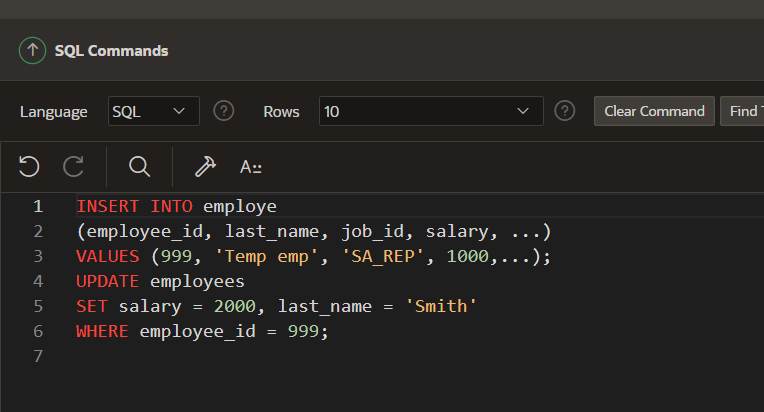 SQL Commands
Language SQL Rows 10 Clear Command Find
A::
1 INSERT INTO employe
2 (employee_id, last_name, job_id, salary, ...)
3 VALUES (999, 'Temp emp', 'SA_REP', 1000,...);
4 UPDATE employees
5 SET salary = 2000, last_name = 'Smith'
6 WHERE employee_id = 999;
7